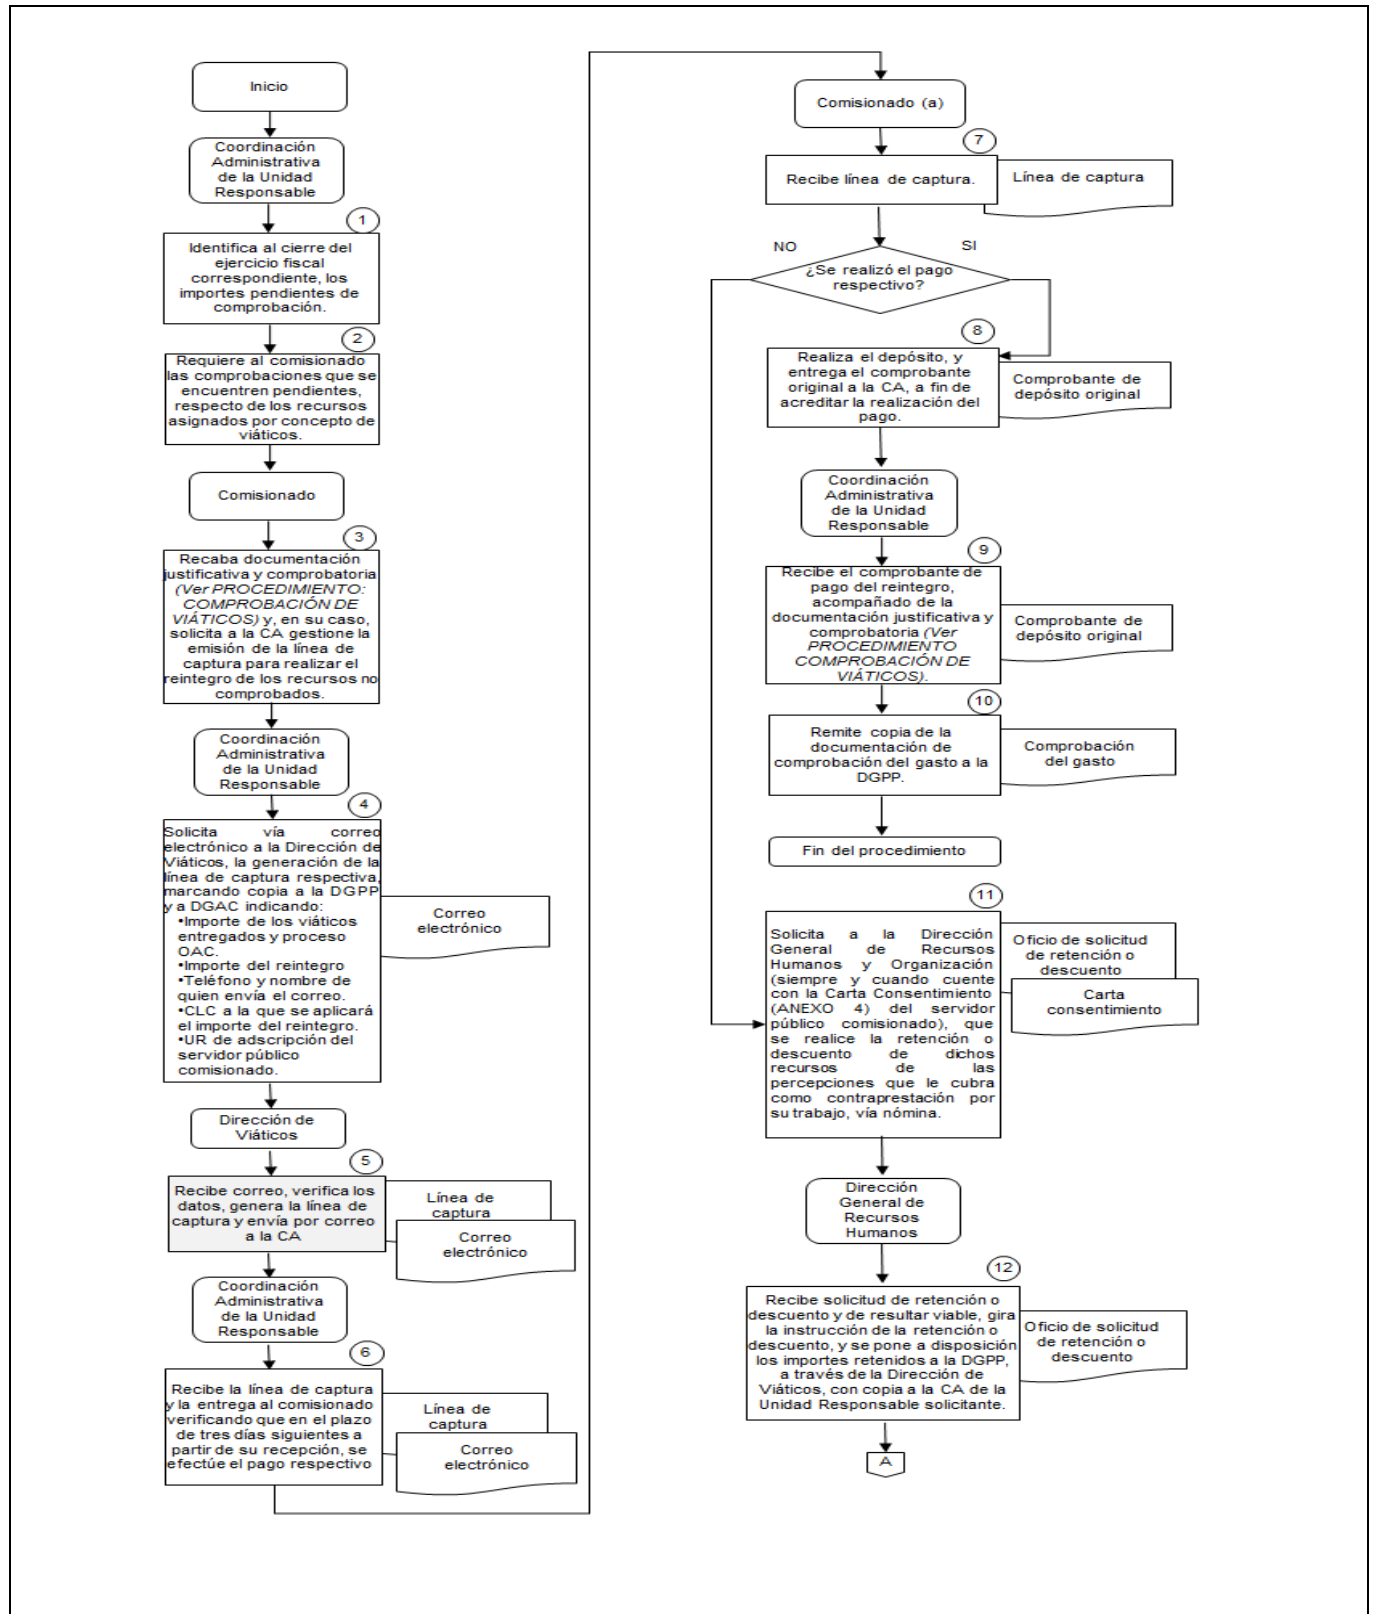 Inicio
Coordinación
Administrativa
de la Unidad
Responsable
1
Identifica al cierre del
ejercicio fiscal
correspondiente, los
importes pendientes de
comprobación.
2
Requiere al comisionado
las comprobaciones que se
encuentren pendientes,
respecto de los recursos
asignados por concepto de
viáticos.
Comisionado
3
Recaba documentación
justificativa y comprobatoria
(Ver PROCEDIMIENTO:
COMPROBACIÓN DE
VIÁTICOS) y, en su caso,
solicita a la CA gestione la
emisión de la línea de
captura para realizar el
reintegro de los recursos no
comprobados.
Coordinación
Administrativa
de la Unidad
Responsable
4
Solicita vía correo
electrónico a la Dirección de
Viáticos, la generación de la
línea de captura respectiva,
marcando copia a la DGPP
y a DGAC indicando:
•Importe de los viáticos
entregados y proceso
OAC.
•Importe del reintegro
•Teléfono y nombre de
quien envía el correo.
•CLC a la que se aplicará
el importe del reintegro.
•UR de adscripción del
servidor público
comisionado.
Correo
electrónico
Dirección de
Viáticos
5
Recibe correo, verifica los
datos, genera la línea de
captura y envía por correo
a la CA
Línea de
captura
Correo
electrónico
Coordinación
Administrativa
de la Unidad
Responsable
6
Recibe la línea de captura
y la entrega al comisionado
verificando que en el plazo
de tres días siguientes a
partir de su recepción, se
efectúe el pago respectivo
Línea de
captura
Correo
electrónico
Comisionado (a)
7
Recibe línea de captura.
Línea de captura
NO
SI
¿Se realizó el pago
respectivo?
8
Realiza el depósito, y
entrega el comprobante
original a la CA, a fin de
acreditar la realización del
pago.
Comprobante de
depósito original
Coordinación
Administrativa
de la Unidad
Responsable
9
Recibe el comprobante de
pago del reintegro,
acompañado de la
documentación justificativa y
comprobatoria (Ver
PROCEDIMIENTO
COMPROBACIÓN DE
VIÁTICOS).
Comprobante de
depósito original
10
Remite copia de la
documentación de
comprobación del gasto a la
DGPP.
Comprobación
del gasto
Fin del procedimiento
11
Solicita a la Dirección
General de Recursos
Humanos y Organización
(siempre y cuando cuente
con la Carta Consentimiento
(ANEXO 4) del servidor
público comisionado), que
se realice la retención o
descuento de dichos
recursos de las
percepciones que le cubra
como contraprestación por
su trabajo, vía nómina.
Oficio de solicitud
de retención o
descuento
Carta
consentimiento
Dirección
General de
Recursos
Humanos
12
Recibe solicitud de retención o
descuento y de resultar viable, gira
la instrucción de la retención o
descuento, y se pone a disposición
los importes retenidos a la DGPP,
a través de la Dirección de
Viáticos, con copia a la CA de la
Unidad Responsable solicitante.
Oficio de solicitud
de retención o
descuento
A